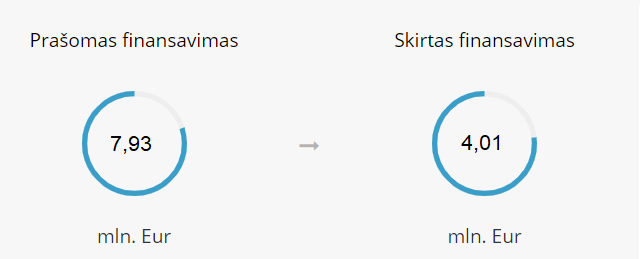 Prašomas finansavimas
7,93
mln. Eur
Skirtas finansavimas
4,01
mln. Eur